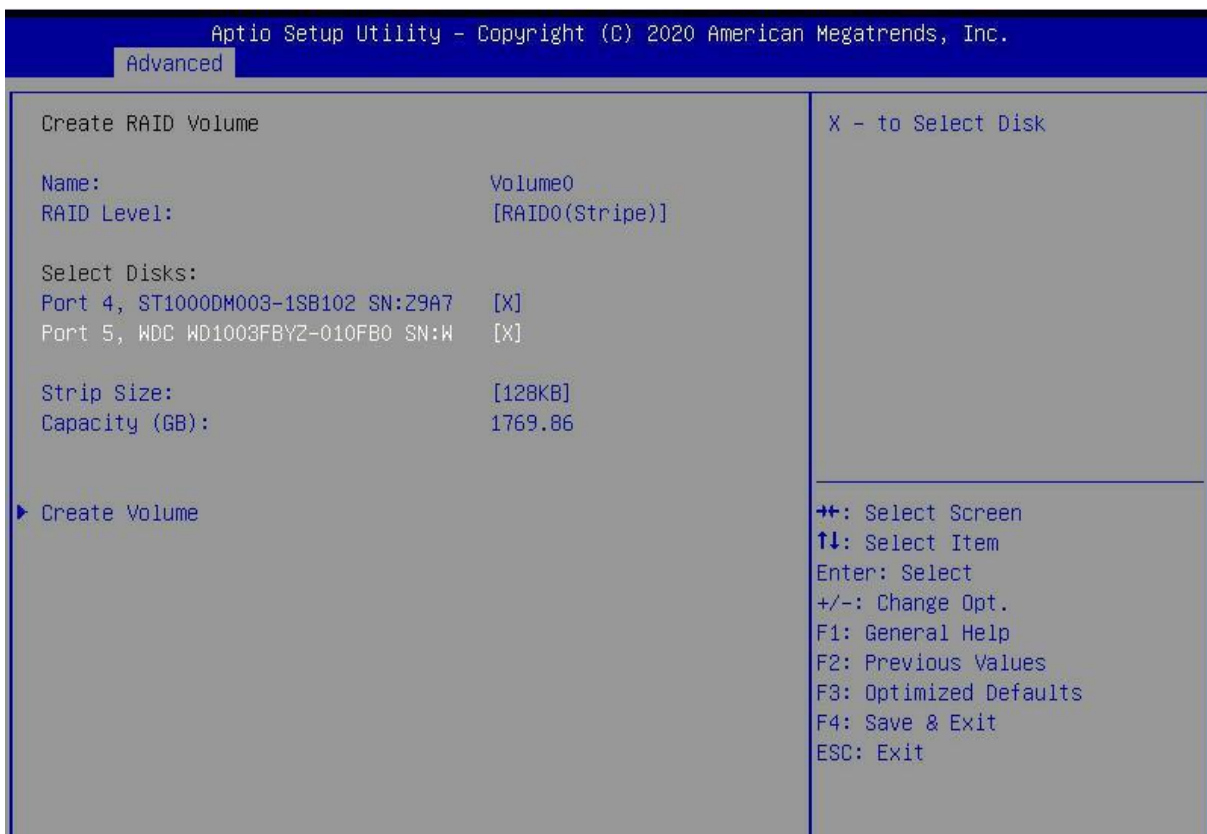 Aptio Setup Utility – Copyright (C) 2020 American Megatrends, Inc.
Advanced
Create RAID Volume
Name: Volume0
RAID Level: [RAID0(Stripe)]
Select Disks:
Port 4, ST1000DM003-1SB102 SN:Z9A7 [X]
Port 5, WDC WD1003FBYZ-010FB0 SN:W [X]
Strip Size: [128KB]
Capacity (GB): 1769.86
Create Volume
X – to Select Disk
→←: Select Screen
↑↓: Select Item
Enter: Select
+/-: Change Opt.
F1: General Help
F2: Previous Values
F3: Optimized Defaults
F4: Save & Exit
ESC: Exit